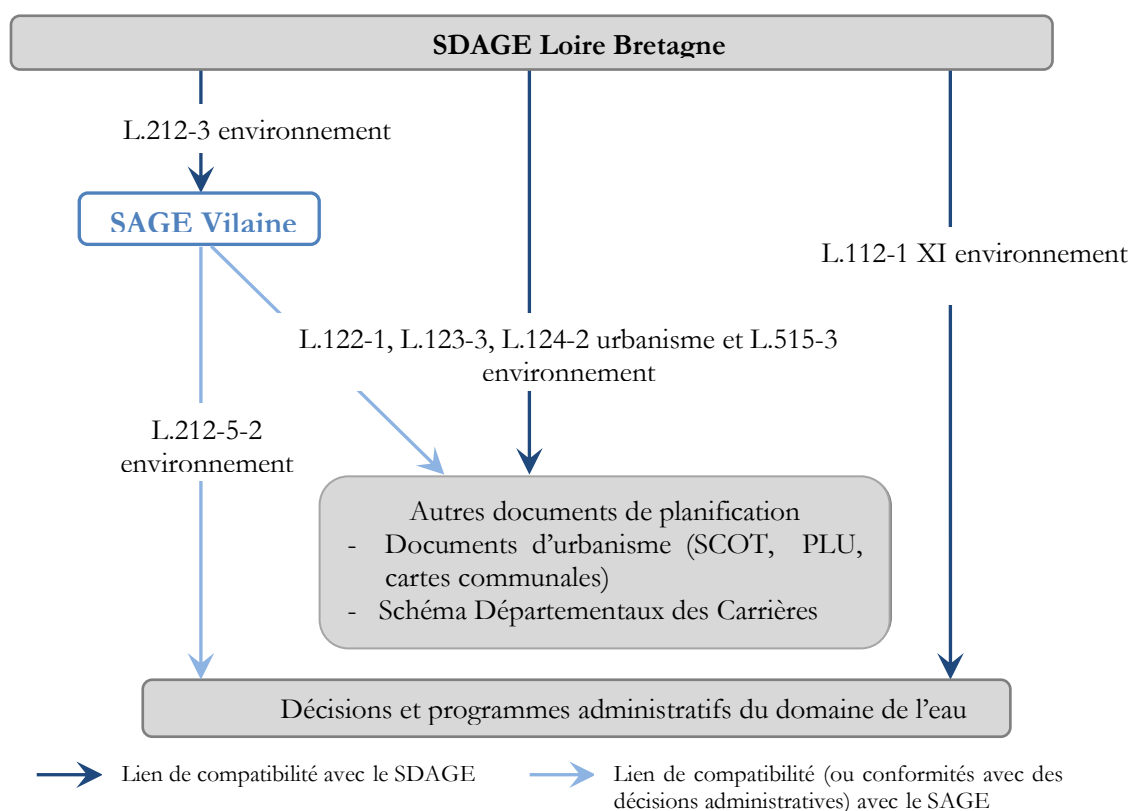 SDAGE Loire Bretagne
L.212-3 environnement
SAGE Vilaine
L.112-1 XI environnement
L.122-1, L.123-3, L.124-2 urbanisme et L.515-3
environnement
L.212-5-2
environnement
Autres documents de planification
- Documents d’urbanisme (SCOT, PLU,
cartes communales)
- Schéma Départementaux des Carrières
Décisions et programmes administratifs du domaine de l’eau
Lien de compatibilité avec le SDAGE
Lien de compatibilité (ou conformités avec des
décisions administratives) avec le SAGE